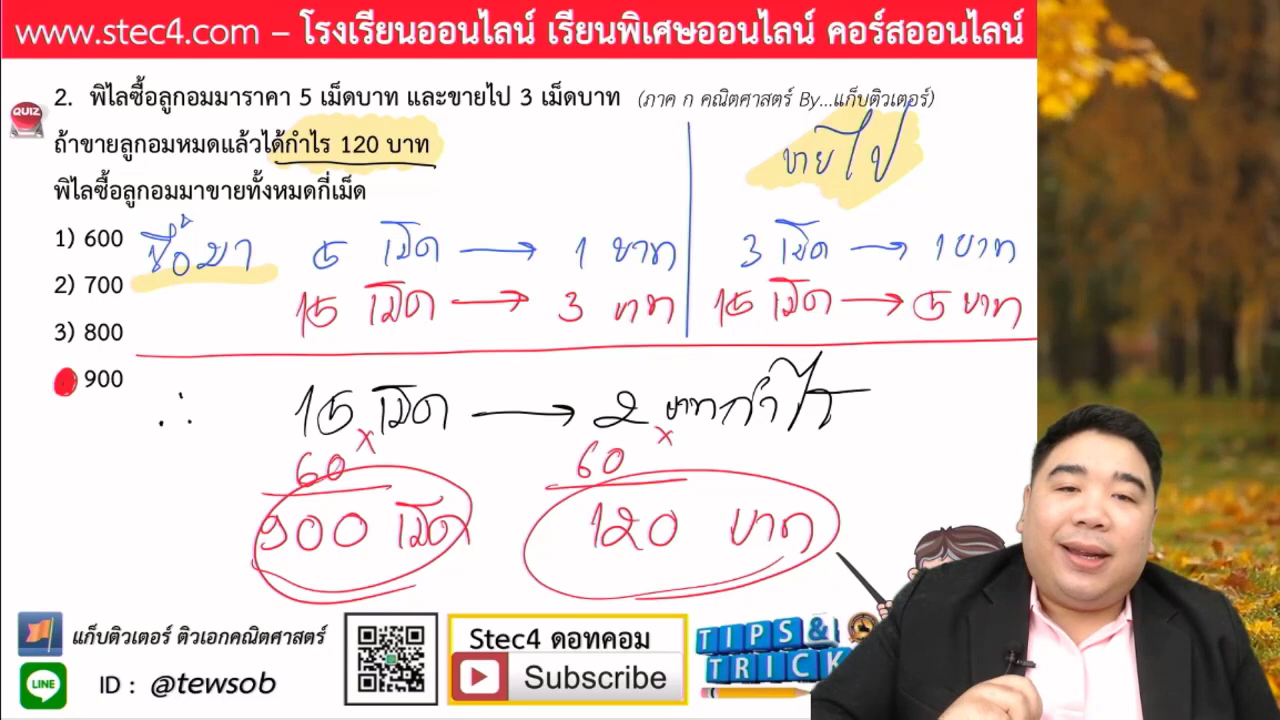 www.stec4.com – โรงเรียนออนไลน์ เรียนพิเศษออนไลน์ คอร์สออนไลน์
QUIZ
2. พิไลซื้อลูกอมมาราคา 5 เม็ดบาท และขายไป 3 เม็ดบาท (ภาค ก คณิตศาสตร์ By...แก็บติวเตอร์)
ถ้าขายลูกอมหมดแล้วได้กำไร 120 บาท
พิไลซื้อลูกอมมาขายทั้งหมดกี่เม็ด
ขายไป
1) 600
ซื้อมา 5 เม็ด → 1 บาท
3 เม็ด → 1 บาท
2) 700
15 เม็ด → 3 บาท
15 เม็ด → 5 บาท
3) 800
900
∴ 15 เม็ด → 2 บาทกำไร
60 x 60 x
900 เม็ด 120 บาท
แก็บติวเตอร์ ติวเอกคณิตศาสตร์
LINE
ID : @tewsob
Stec4 ดอทคอม
Subscribe
TIPS &
TRICK